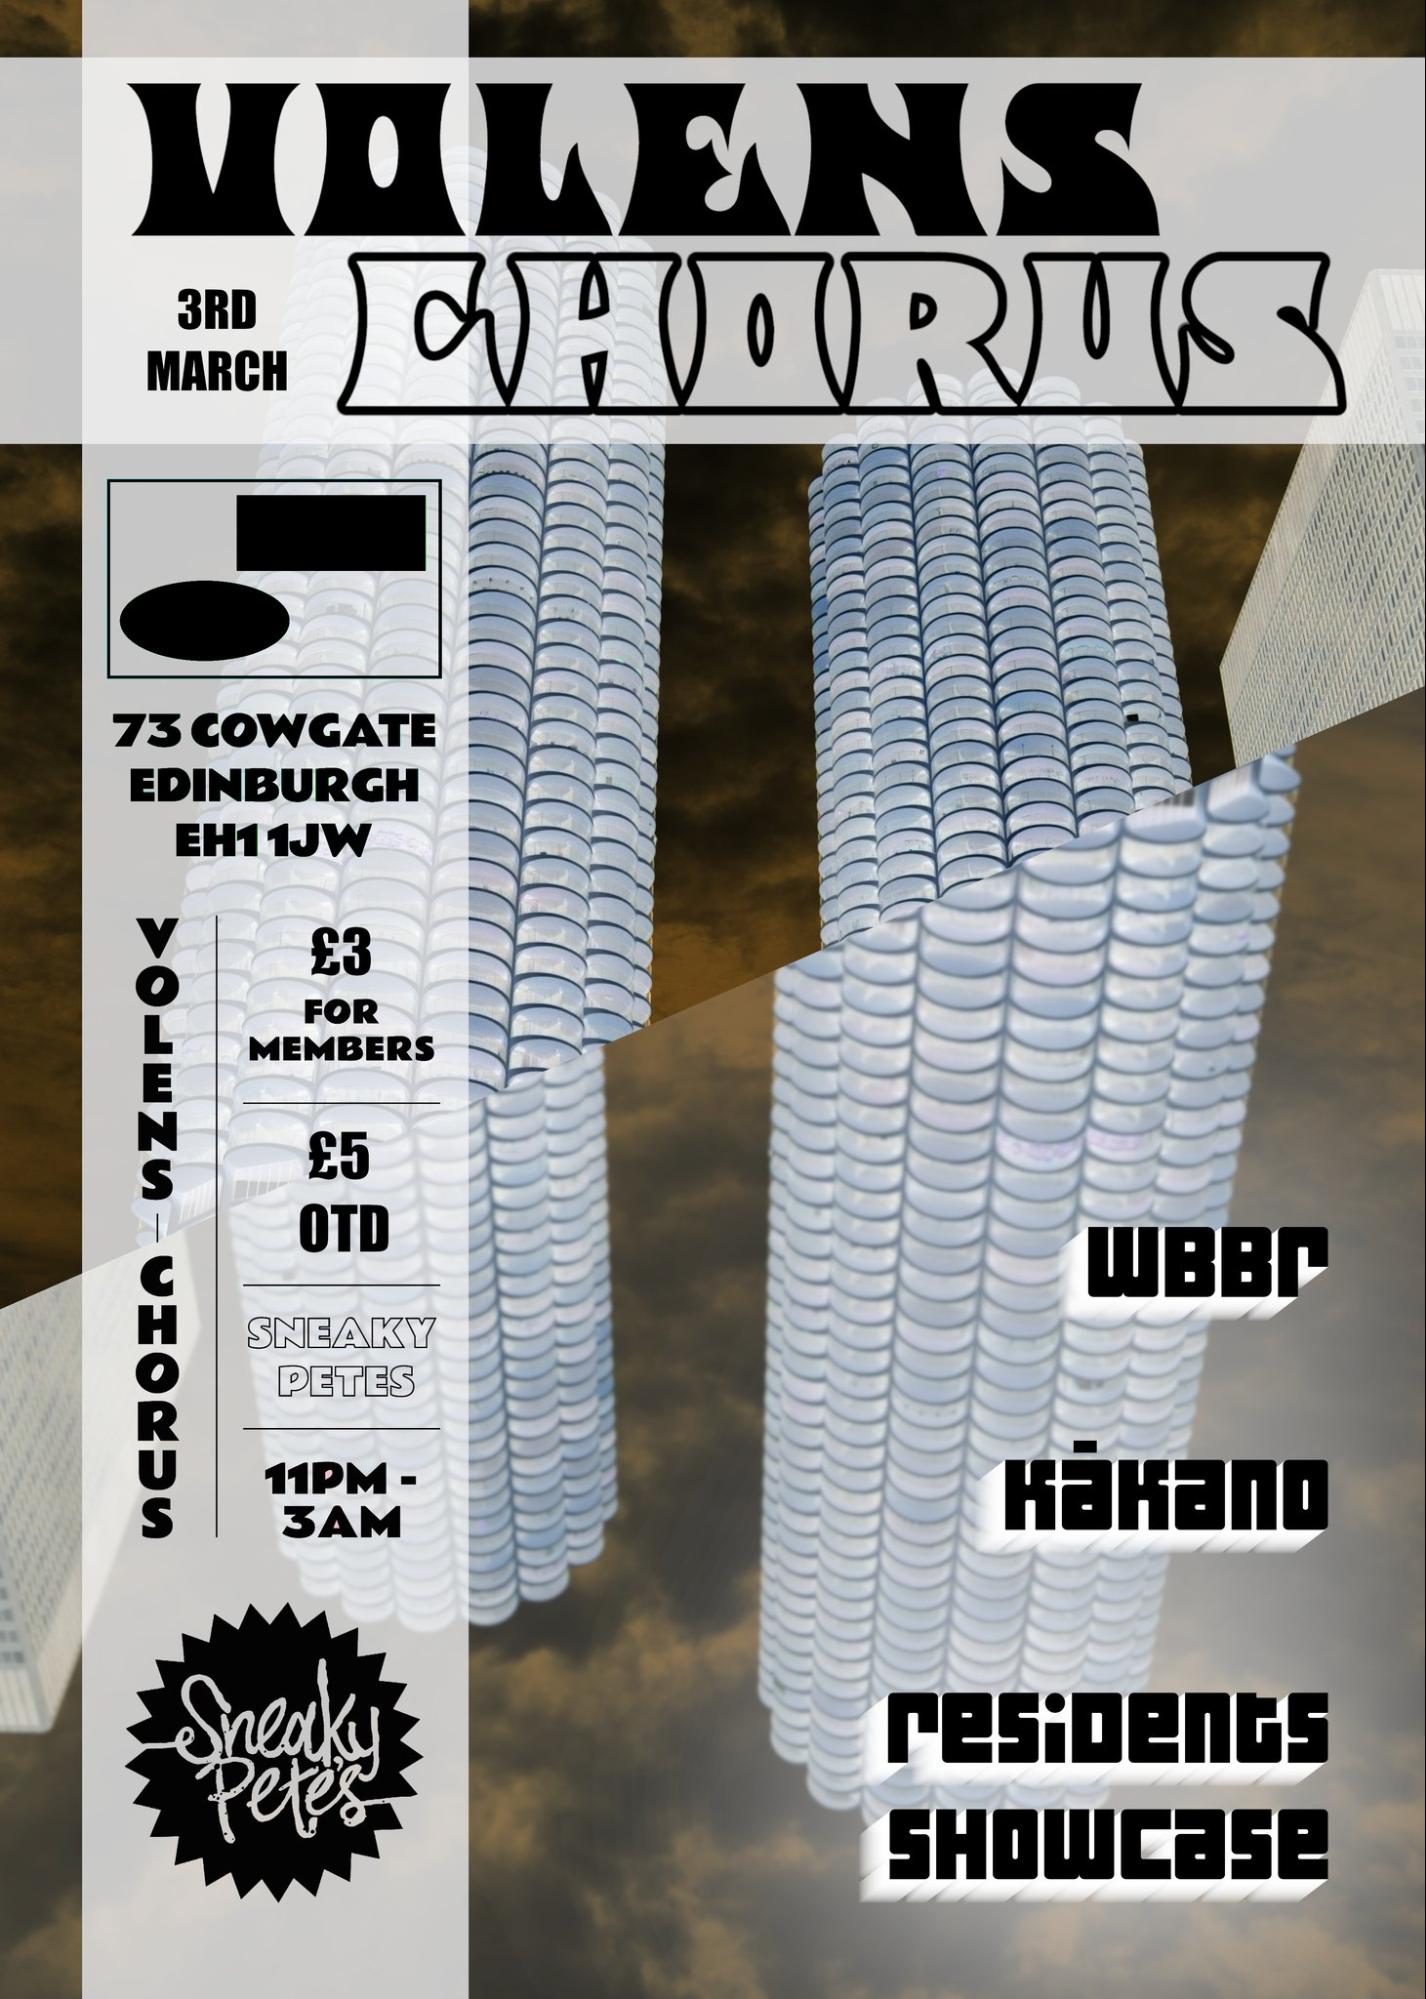 VOLENS
CHORUS
3RD
MARCH
73 COWGATE
EDINBURGH
EH1 1JW
VOLENS - CHORUS
£3
FOR
MEMBERS
£5
OTD
SNEAKY
PETES
11PM -
3AM
Sneaky
Pete's
WBBr
Kākano
residents
showcase